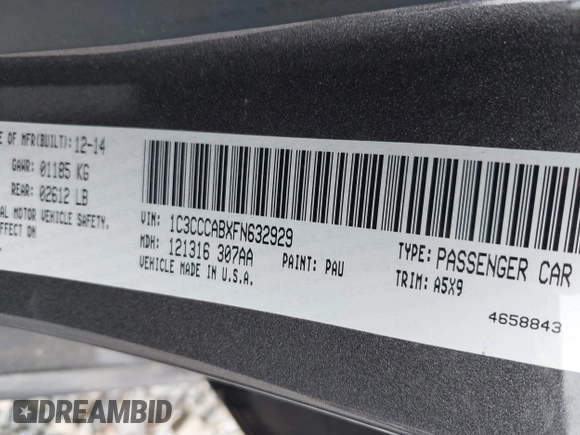 E OF MFR(BUILT): 12-14
GAWR: 01185 KG
REAR: 02612 LB
AL MOTOR VEHICLE SAFETY,
EFFECT ON
VIN: 1C3CCCABXFN632929
MDH: 121316 307AA PAINT: PAU
VEHICLE MADE IN U.S.A.
TYPE: PASSENGER CAR
TRIM: A5X9
4658843
DREAMBID